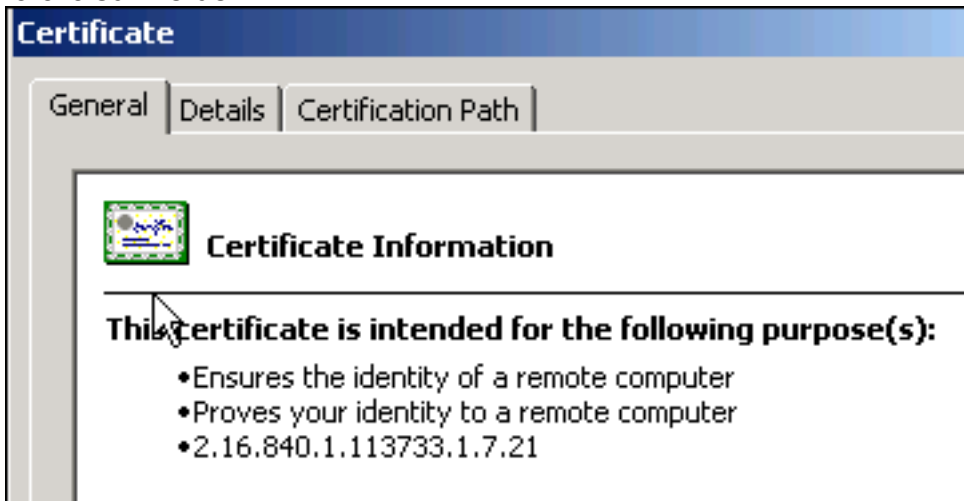 Certificate
General Details Certification Path
Certificate Information
This certificate is intended for the following purpose(s):
•Ensures the identity of a remote computer
•Proves your identity to a remote computer
•2.16.840.1.113733.1.7.21